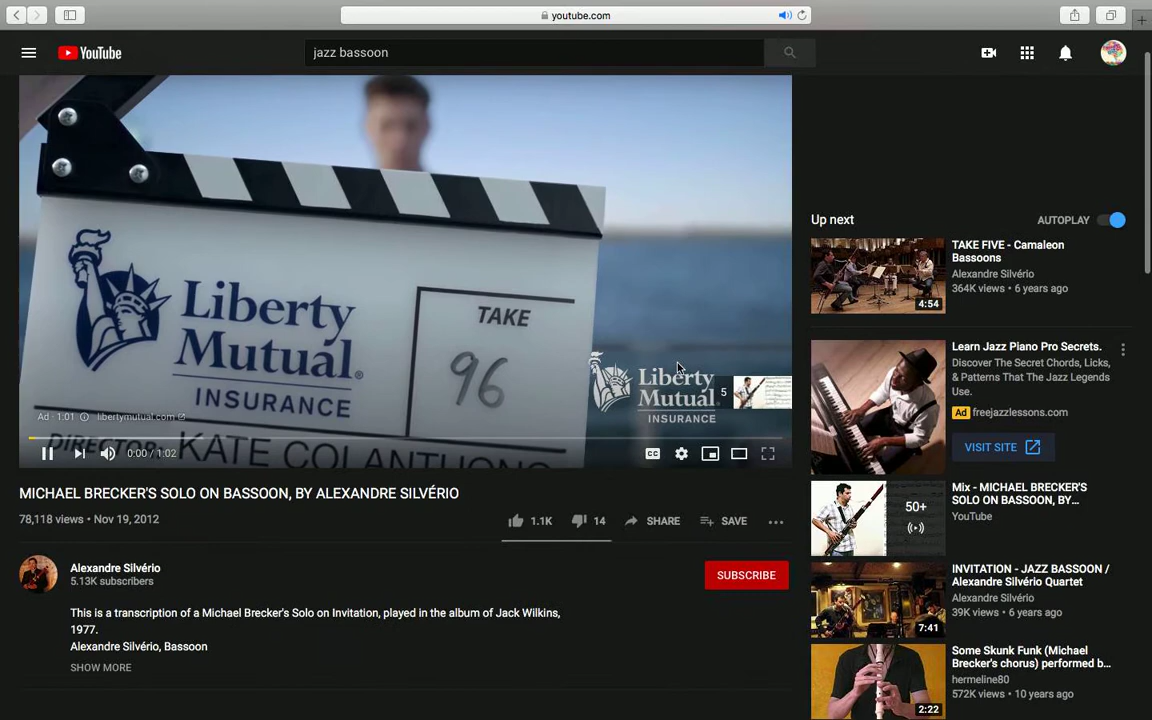 youtube.com
YouTube
jazz bassoon
Liberty
Mutual®
INSURANCE
TAKE
96
Liberty
Mutual®
INSURANCE
5
Ad · 1:01
libertymutual.com
DIRECTOR:
KATE COLANTUONO
0:00 / 1:02
CC
MICHAEL BRECKER'S SOLO ON BASSOON, BY ALEXANDRE SILVÉRIO
78,118 views • Nov 19, 2012
1.1K
14
SHARE
SAVE
Alexandre Silvério
5.13K subscribers
SUBSCRIBE
This is a transcription of a Michael Brecker's Solo on Invitation, played in the album of Jack Wilkins,
1977.
Alexandre Silvério, Bassoon
SHOW MORE
Up next
AUTOPLAY
TAKE FIVE - Camaleon
Bassoons
Alexandre Silvério
364K views • 6 years ago
4:54
Learn Jazz Piano Pro Secrets.
Discover The Secret Chords, Licks,
& Patterns That The Jazz Legends
Use.
Ad freejazzlessons.com
VISIT SITE
50+
Mix - MICHAEL BRECKER'S
SOLO ON BASSOON, BY...
YouTube
INVITATION - JAZZ BASSOON /
Alexandre Silvério Quartet
Alexandre Silvério
39K views • 6 years ago
7:41
Some Skunk Funk (Michael
Brecker's chorus) performed b...
hermeline80
572K views • 10 years ago
2:22